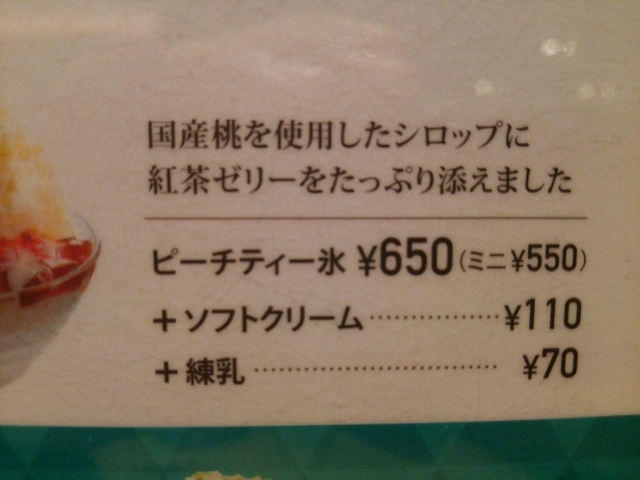 国産桃を使用したシロップに
紅茶ゼリーをたっぷり添えました
ピーチティー氷 ¥650(ミニ¥550)
+ソフトクリーム……………¥110
+練乳…………………………¥70